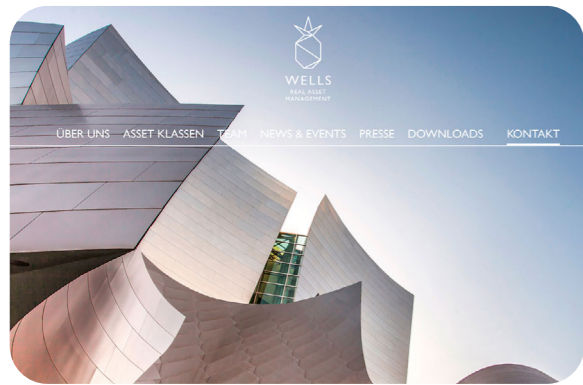 WELLS
REAL ASSET
MANAGEMENT
ÜBER UNS ASSET KLASSEN TEAM NEWS & EVENTS PRESSE DOWNLOADS KONTAKT